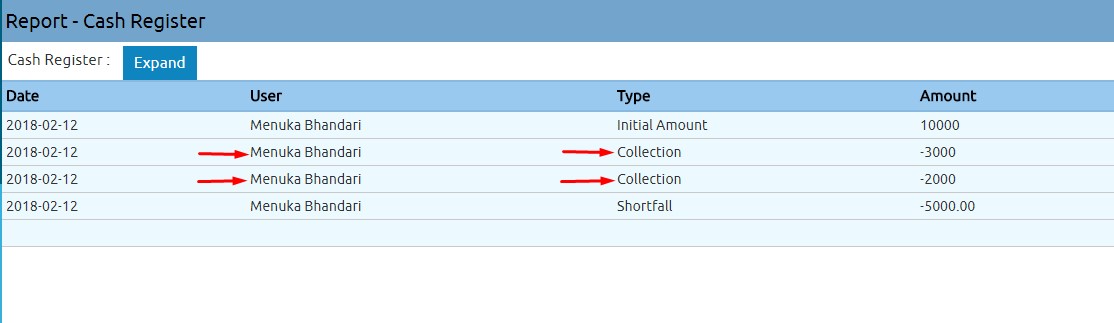 Report - Cash Register
Cash Register : Expand
Date User Type Amount
2018-02-12 Menuka Bhandari Initial Amount 10000
2018-02-12 Menuka Bhandari Collection -3000
2018-02-12 Menuka Bhandari Collection -2000
2018-02-12 Menuka Bhandari Shortfall -5000.00